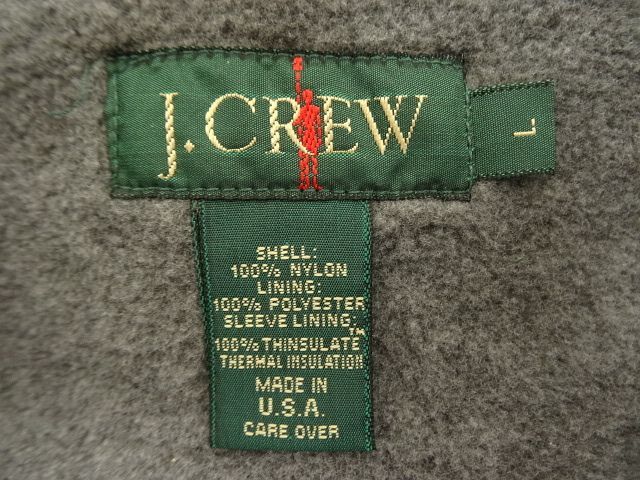 J.CREW
L
SHELL:
100% NYLON
LINING:
100% POLYESTER
SLEEVE LINING:
100% THINSULATE™
THERMAL INSULATION
MADE IN
U.S.A.
CARE OVER